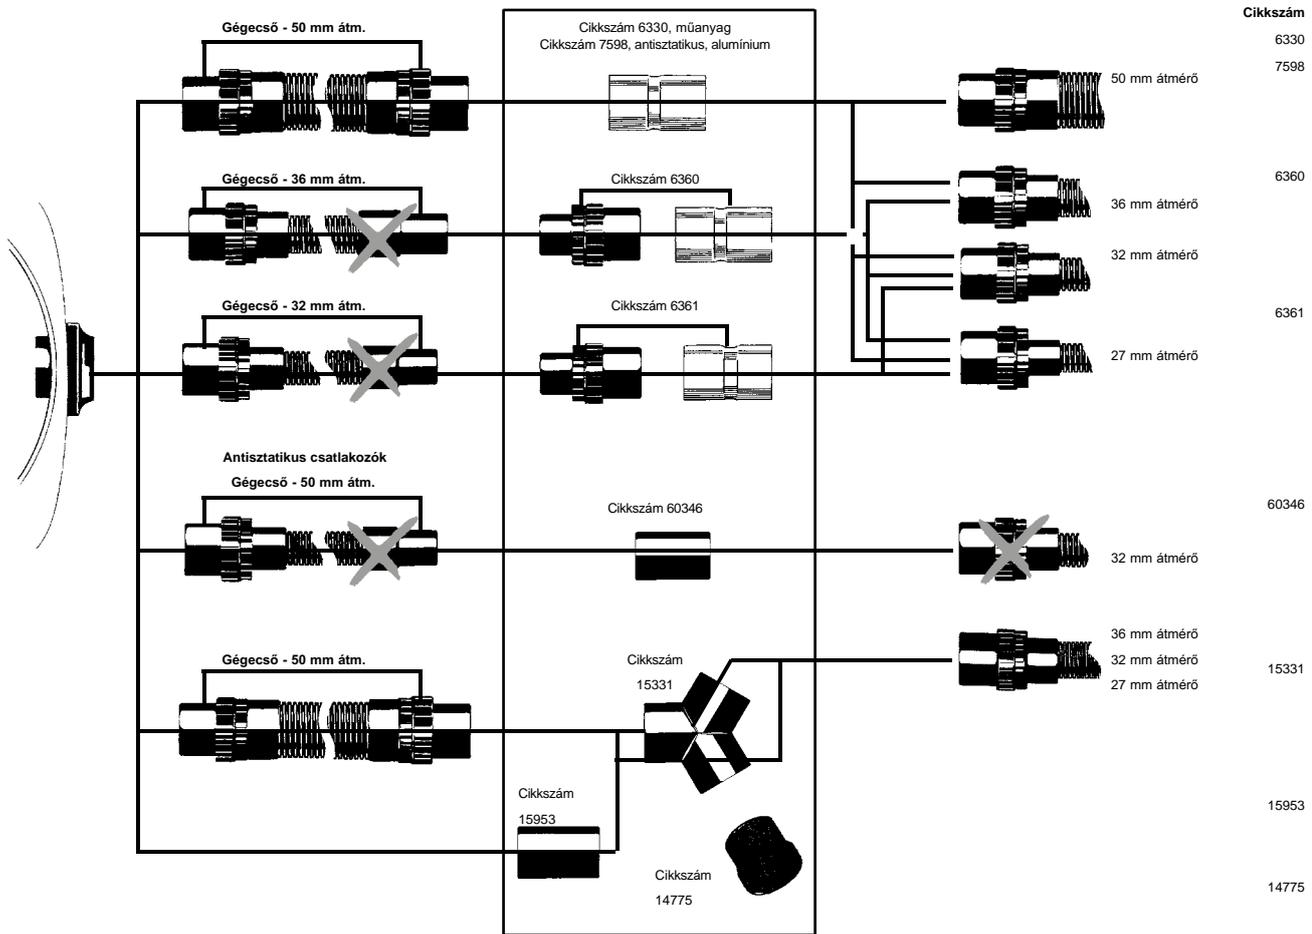 Cikkszám
Gégecső - 50 mm átm.
Cikkszám 6330, műanyag
Cikkszám 7598, antisztatikus, alumínium
6330
7598
50 mm átmérő
Gégecső - 36 mm átm.
Cikkszám 6360
6360
36 mm átmérő
32 mm átmérő
Gégecső - 32 mm átm.
Cikkszám 6361
6361
27 mm átmérő
Antisztatikus csatlakozók
Gégecső - 50 mm átm.
Cikkszám 60346
60346
32 mm átmérő
Gégecső - 50 mm átm.
Cikkszám
15331
36 mm átmérő
32 mm átmérő
27 mm átmérő
15331
Cikkszám
15953
15953
Cikkszám
14775
14775